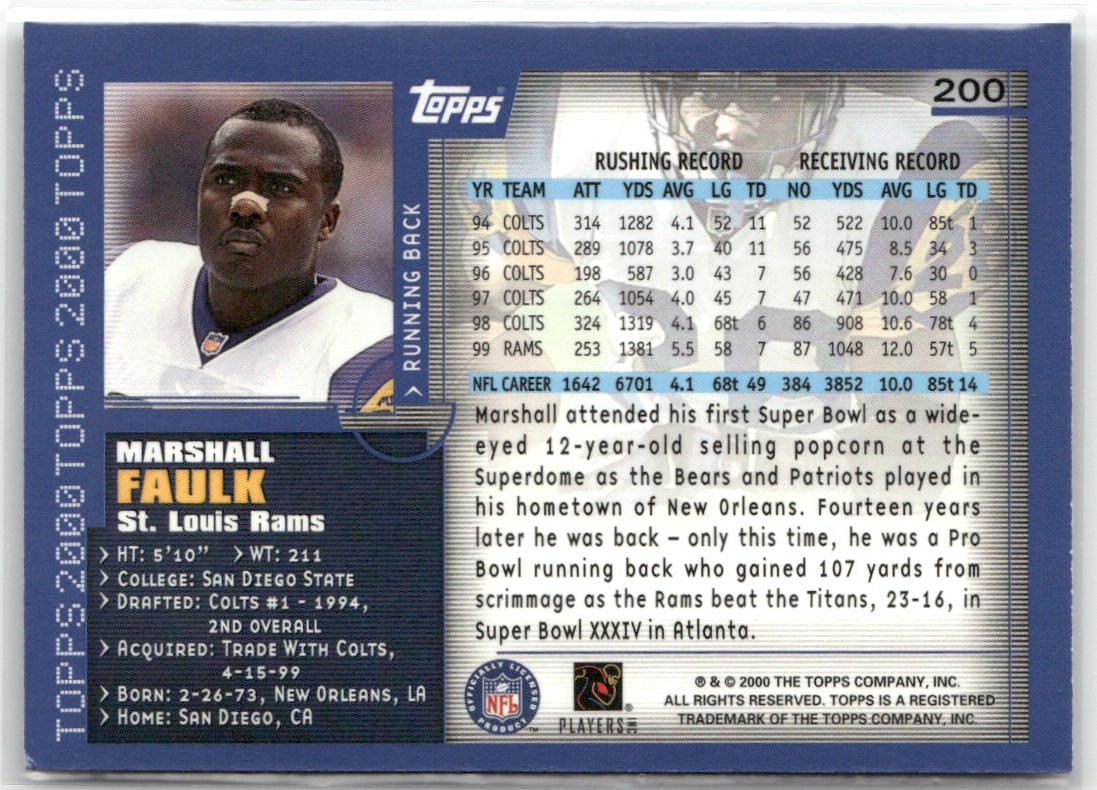 TOPPS 2000 TOPPS 2000 TOPPS 2000 TOPPS
TOPPS
200
> RUNNING BACK
RUSHING RECORD RECEIVING RECORD
YR TEAM ATT YDS AVG LG TD NO YDS AVG LG TD
94 COLTS 314 1282 4.1 52 11 52 522 10.0 85t 1
95 COLTS 289 1078 3.7 40 11 56 475 8.5 34 3
96 COLTS 198 587 3.0 43 7 56 428 7.6 30 0
97 COLTS 264 1054 4.0 45 7 47 471 10.0 58 1
98 COLTS 324 1319 4.1 68t 6 86 908 10.6 78t 4
99 RAMS 253 1381 5.5 58 7 87 1048 12.0 57t 5
NFL CAREER 1642 6701 4.1 68t 49 384 3852 10.0 85t 14
Marshall attended his first Super Bowl as a wide-
eyed 12-year-old selling popcorn at the
Superdome as the Bears and Patriots played in
his hometown of New Orleans. Fourteen years
later he was back – only this time, he was a Pro
Bowl running back who gained 107 yards from
scrimmage as the Rams beat the Titans, 23-16, in
Super Bowl XXXIV in Atlanta.
MARSHALL
FAULK
St. Louis Rams
> HT: 5'10" > WT: 211
> COLLEGE: SAN DIEGO STATE
> DRAFTED: COLTS #1 - 1994,
2ND OVERALL
> ACQUIRED: TRADE WITH COLTS,
4-15-99
> BORN: 2-26-73, NEW ORLEANS, LA
> HOME: SAN DIEGO, CA
OFFICIALLY LICENSED
NFL
PRODUCT ™
PLAYERS INC ®
® & © 2000 THE TOPPS COMPANY, INC.
ALL RIGHTS RESERVED. TOPPS IS A REGISTERED
TRADEMARK OF THE TOPPS COMPANY, INC.